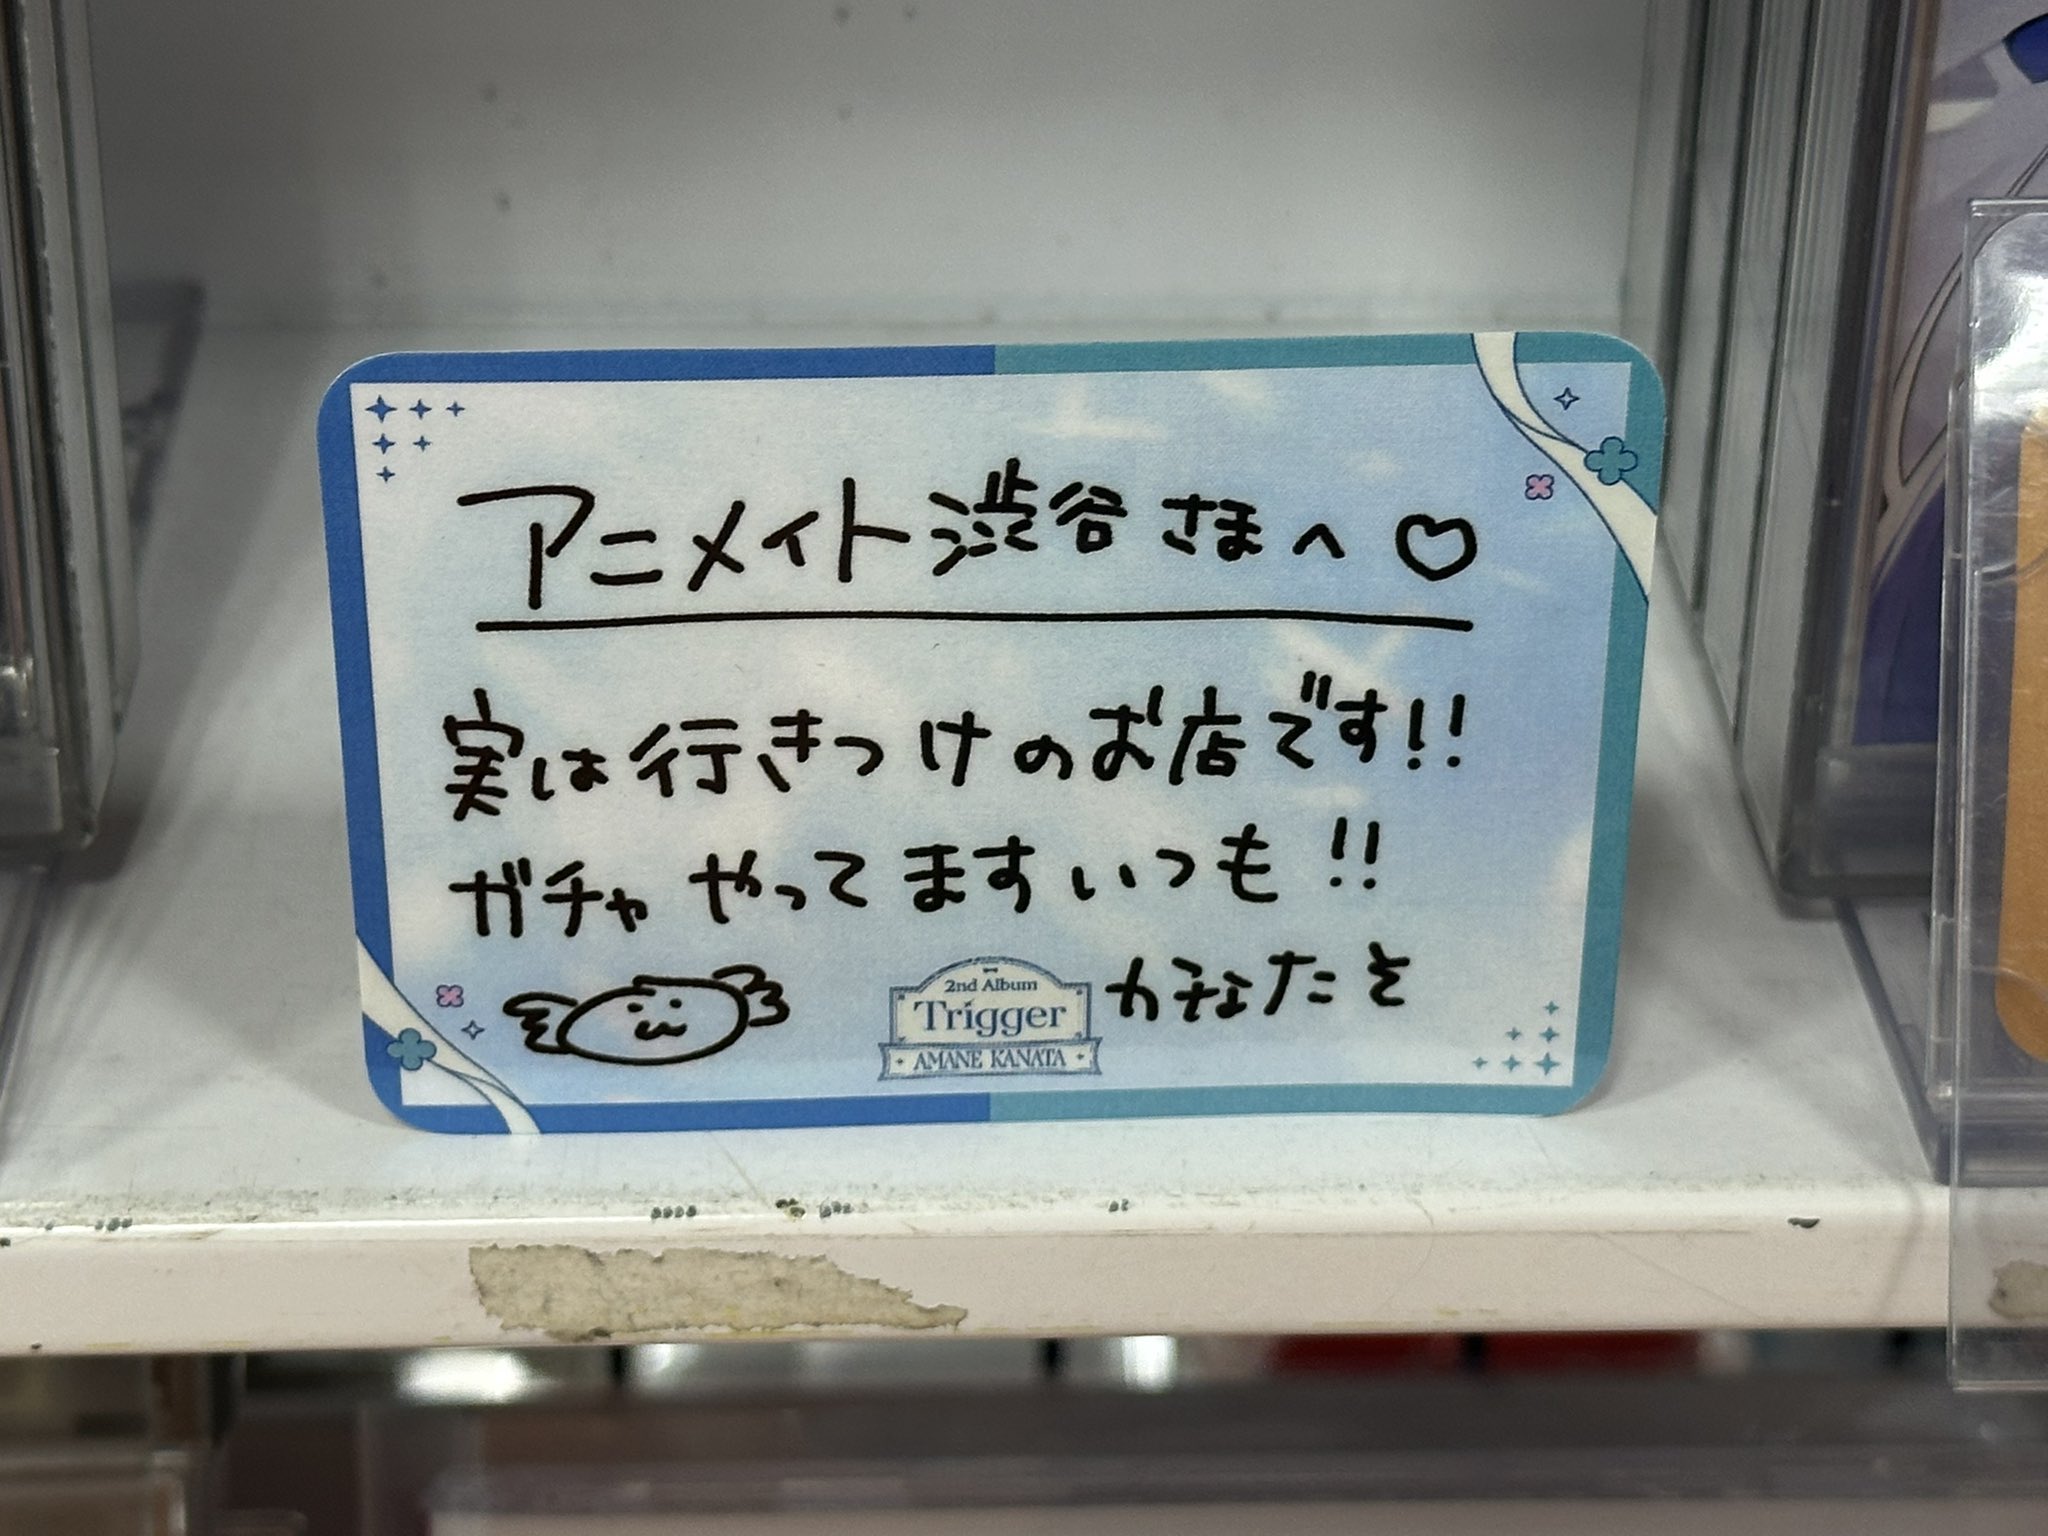 アニメイト渋谷さまへ♡
実は行きつけのお店です!!
ガチャやってますいつも!!
かなたそ
2nd Album
Trigger
AMANE KANATA